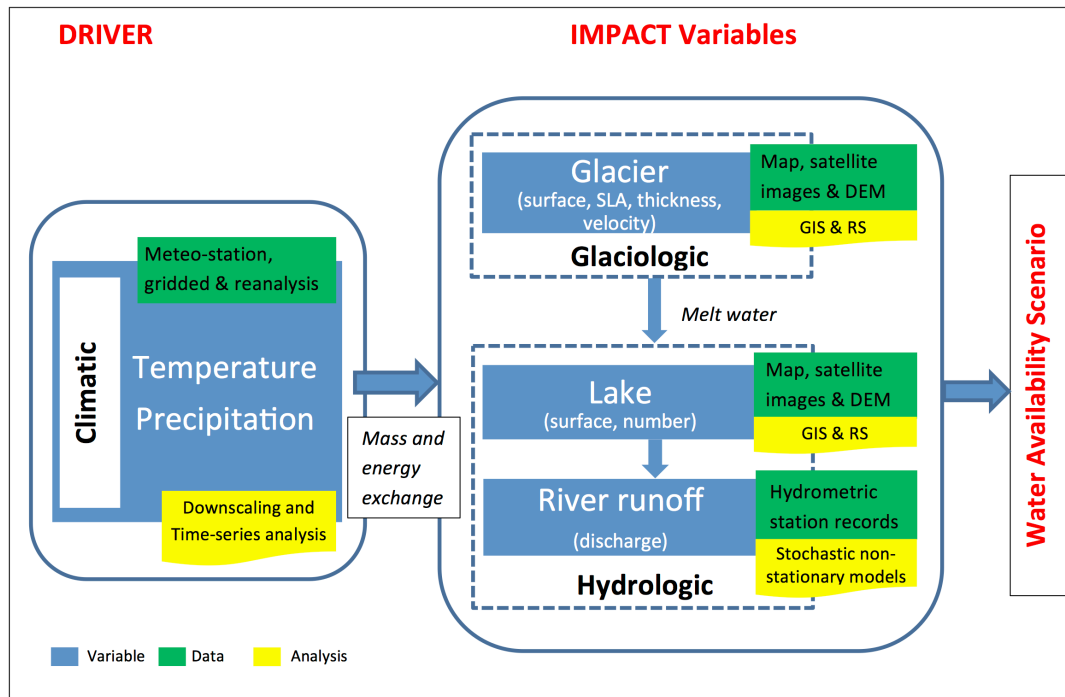 DRIVER
IMPACT Variables
Climatic
Meteo-station,
gridded & reanalysis
Temperature
Precipitation
Downscaling and
Time-series analysis
Mass and
energy
exchange
Glacier
(surface, SLA, thickness,
velocity)
Map, satellite
images & DEM
GIS & RS
Glaciologic
Melt water
Lake
(surface, number)
Map, satellite
images & DEM
GIS & RS
River runoff
(discharge)
Hydrometric
station records
Stochastic non-
stationary models
Hydrologic
Water Availability Scenario
Variable
Data
Analysis